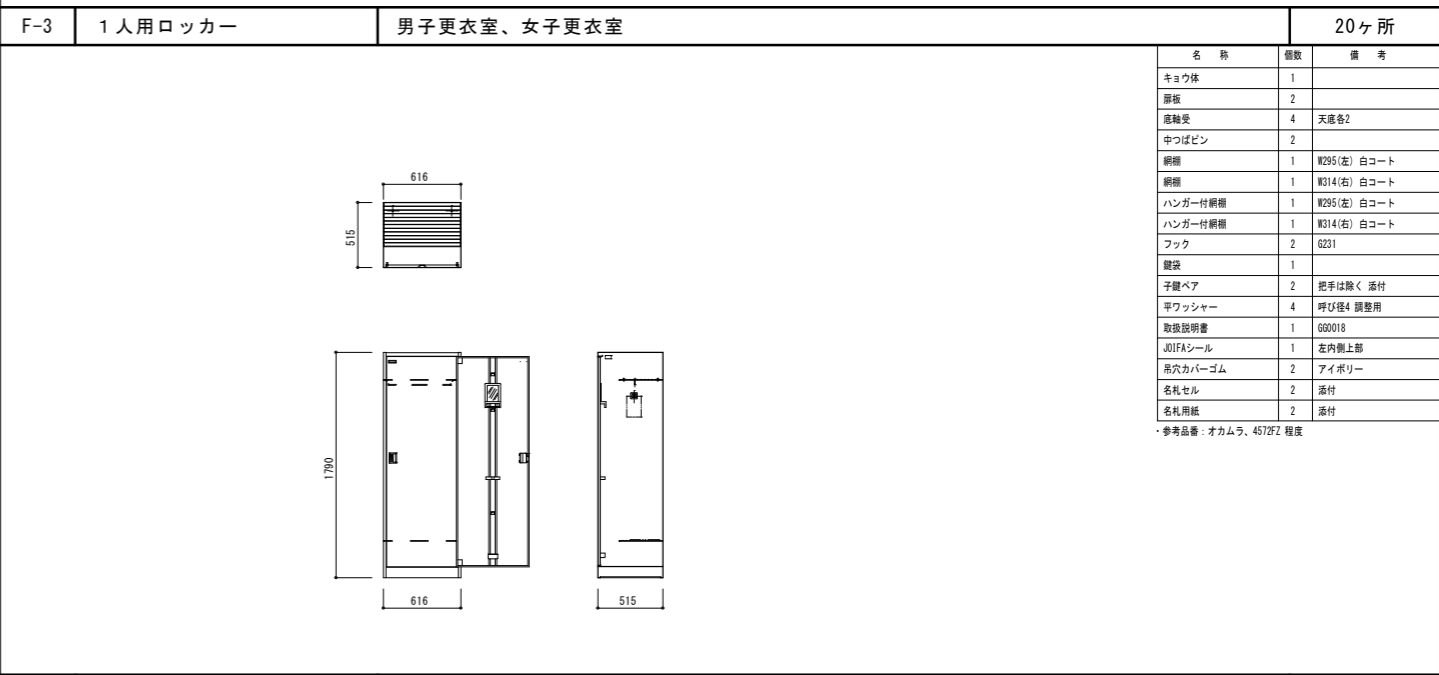 F-3 １人用ロッカー 男子更衣室、女子更衣室 20ヶ所
名　称 個数 備　考
キョウ体 1
扉板 2
底軸受 4 天底各2
中つばピン 2
網棚 1 W295(左) 白コート
網棚 1 W314(右) 白コート
ハンガー付網棚 1 W295(左) 白コート
ハンガー付網棚 1 W314(右) 白コート
フック 2 G231
鍵袋 1
子鍵ペア 2 把手は除く 添付
平ワッシャー 4 呼び径4 調整用
取扱説明書 1 GG0018
JOIFAシール 1 左内側上部
吊穴カバーゴム 2 アイボリー
名札セル 2 添付
名札用紙 2 添付
・参考品番：オカムラ、4572FZ 程度
616
515
1790
616
515